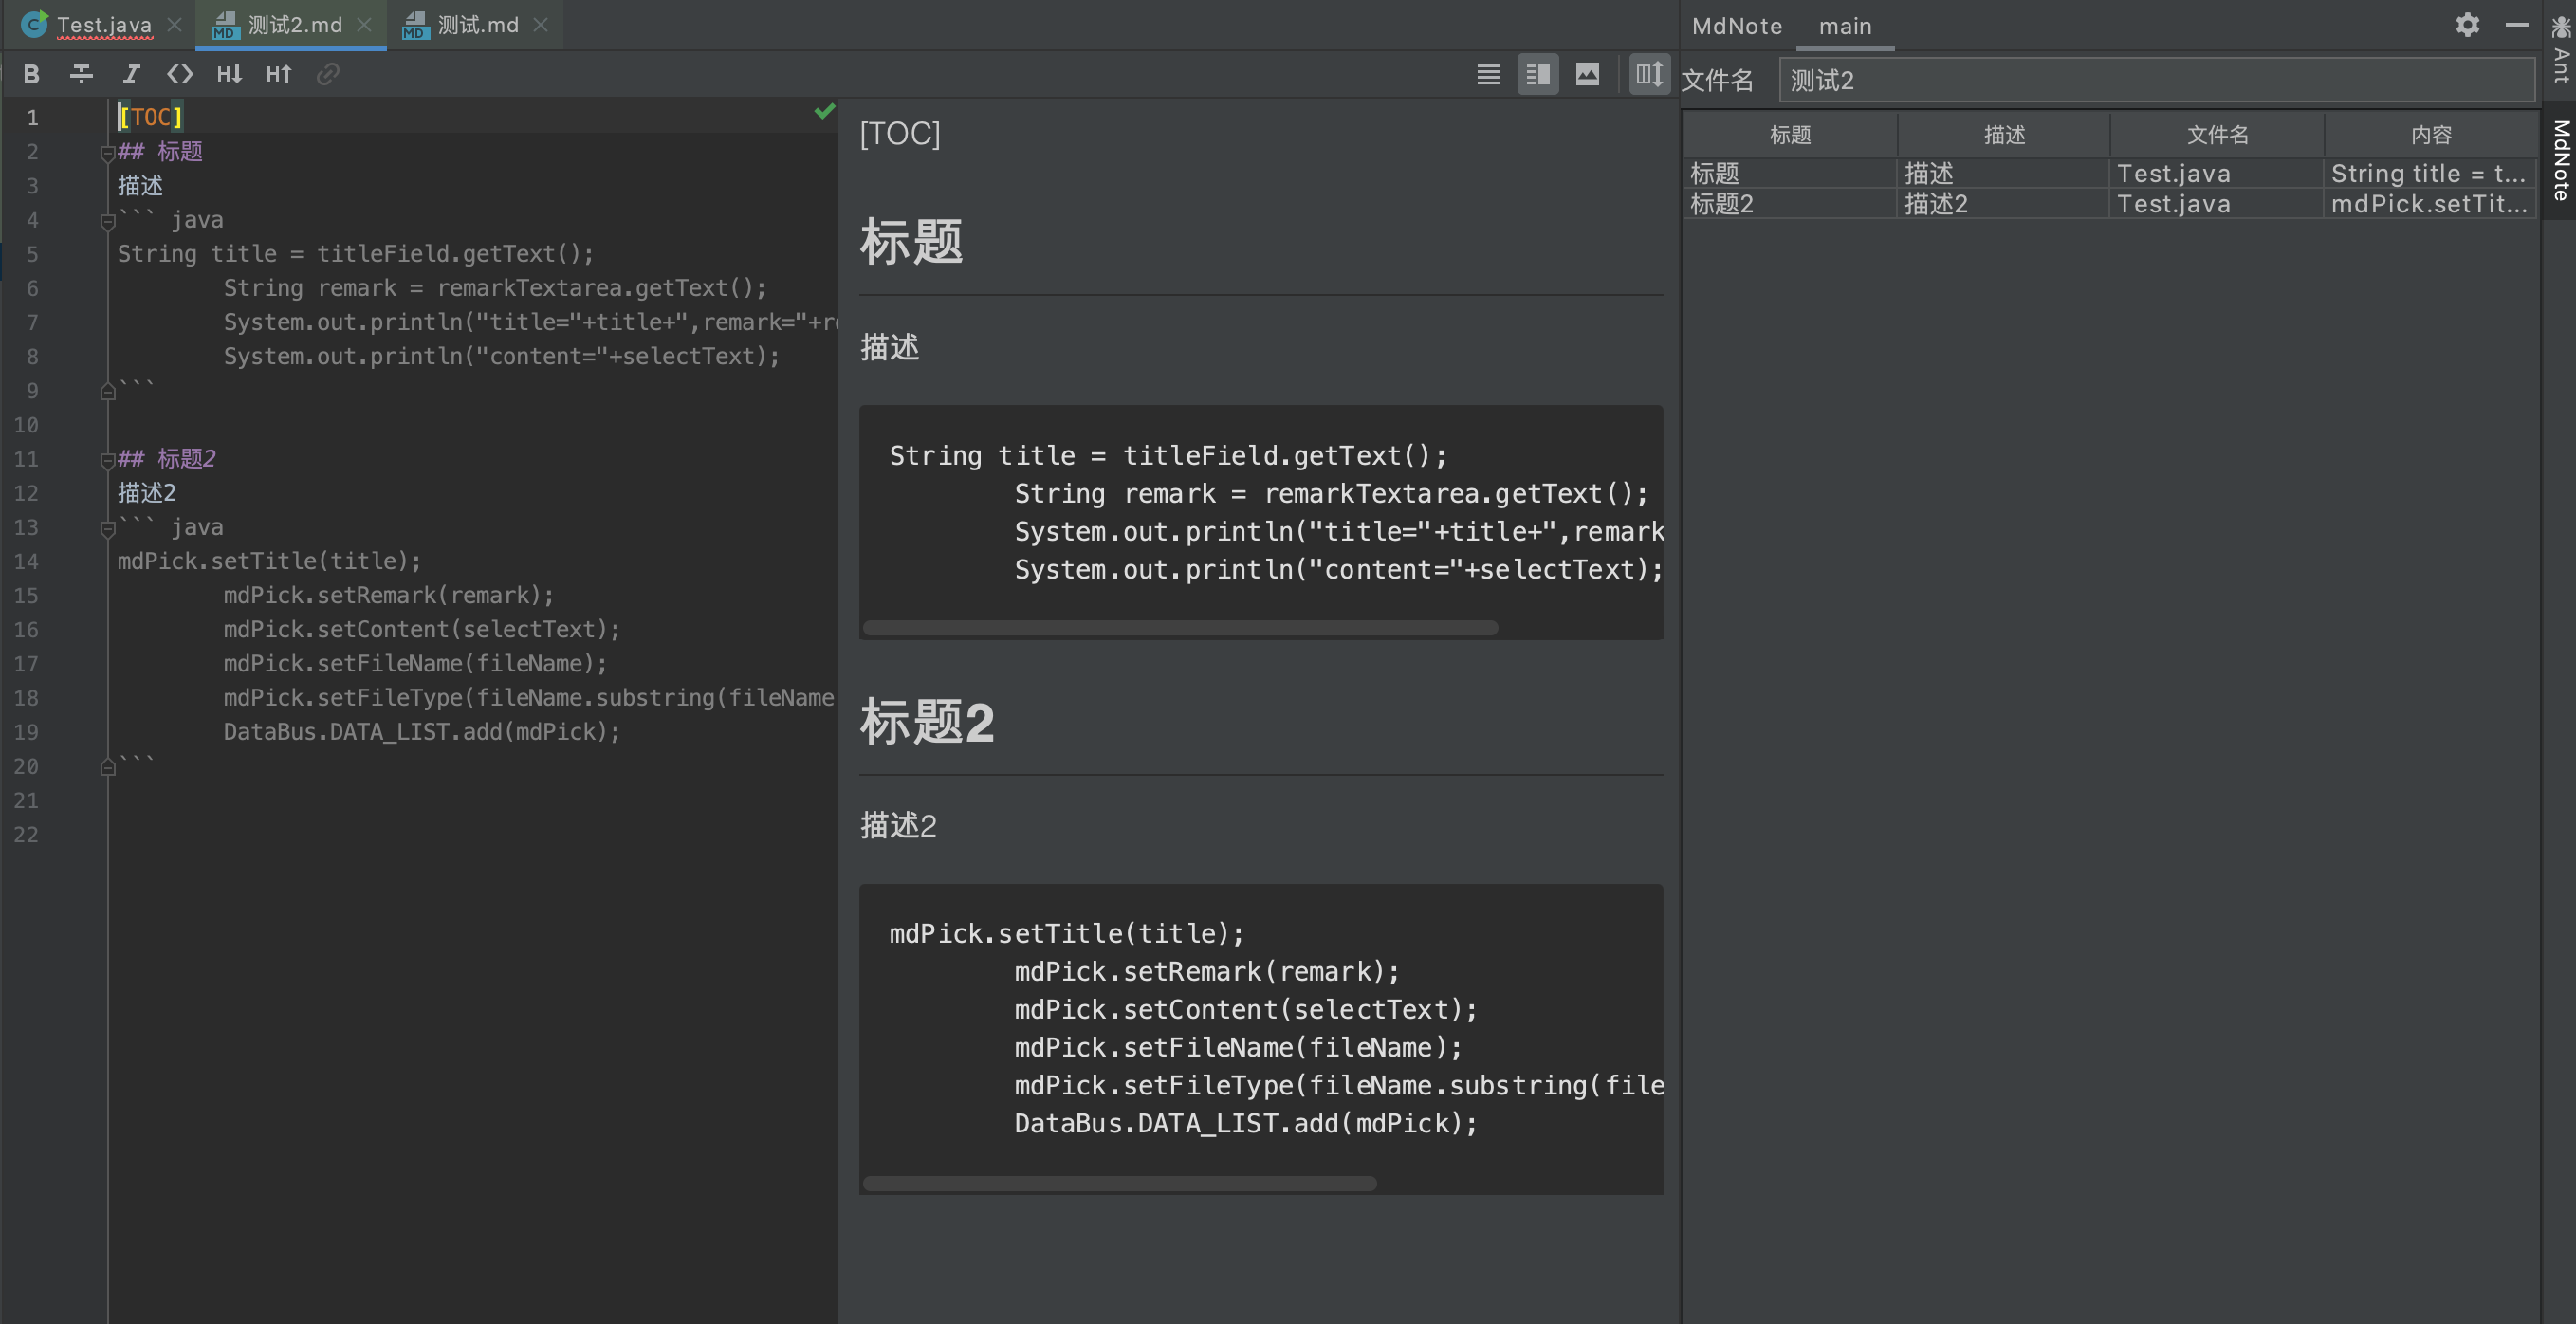 Test.java
测试2.md
测试.md
B I <> H↓ H↑
1 [TOC]
2 ## 标题
3 描述
4 ``` java
5 String title = titleField.getText();
6 String remark = remarkTextarea.getText();
7 System.out.println("title="+title+",remark="+re
8 System.out.println("content="+selectText);
9 ```
10
11 ## 标题2
12 描述2
13 ``` java
14 mdPick.setTitle(title);
15 mdPick.setRemark(remark);
16 mdPick.setContent(selectText);
17 mdPick.setFileName(fileName);
18 mdPick.setFileType(fileName.substring(fileName
19 DataBus.DATA_LIST.add(mdPick);
20 ```
21
22
[TOC]
标题
描述
String title = titleField.getText();
String remark = remarkTextarea.getText();
System.out.println("title="+title+",remark
System.out.println("content="+selectText);
标题2
描述2
mdPick.setTitle(title);
mdPick.setRemark(remark);
mdPick.setContent(selectText);
mdPick.setFileName(fileName);
mdPick.setFileType(fileName.substring(file
DataBus.DATA_LIST.add(mdPick);
MdNote main
文件名 测试2
标题 描述 文件名 内容
标题 描述 Test.java String title = t...
标题2 描述2 Test.java mdPick.setTit...
Ant
MdNote